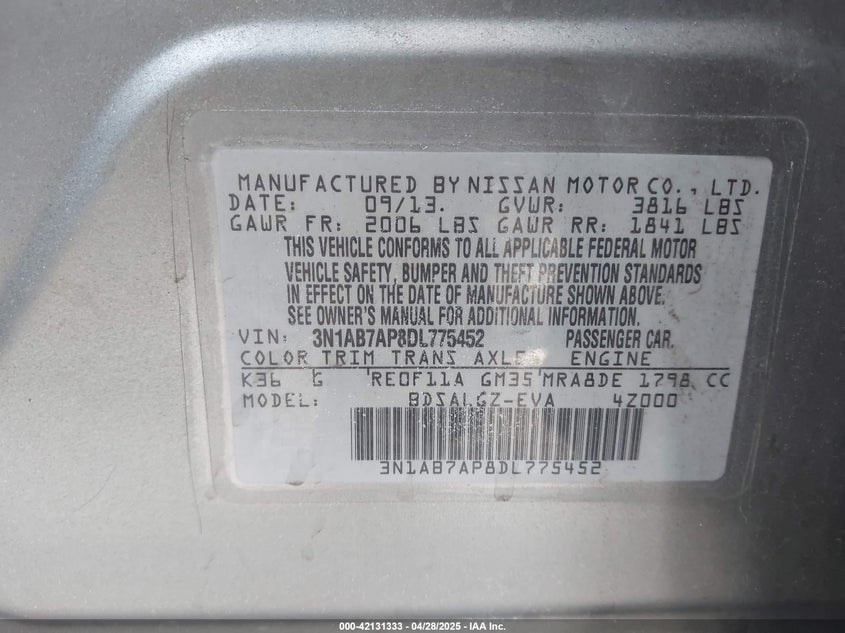 MANUFACTURED BY NISSAN MOTOR CO., LTD.
DATE: 09/13. GVWR: 3816 LBS
GAWR FR: 2006 LBS GAWR RR: 1841 LBS
THIS VEHICLE CONFORMS TO ALL APPLICABLE FEDERAL MOTOR
VEHICLE SAFETY, BUMPER AND THEFT PREVENTION STANDARDS
IN EFFECT ON THE DATE OF MANUFACTURE SHOWN ABOVE.
SEE OWNER'S MANUAL FOR ADDITIONAL INFORMATION.
VIN: 3N1AB7AP8DL775452 PASSENGER CAR.
COLOR TRIM TRANS AXLE ENGINE
K36 G RE0F11A GM35 MRA8DE 1798 CC
MODEL: BDSALGZ-EVA 4Z000
3N1AB7AP8DL775452
000-42131333 / 04/28/2025 - IAA Inc.